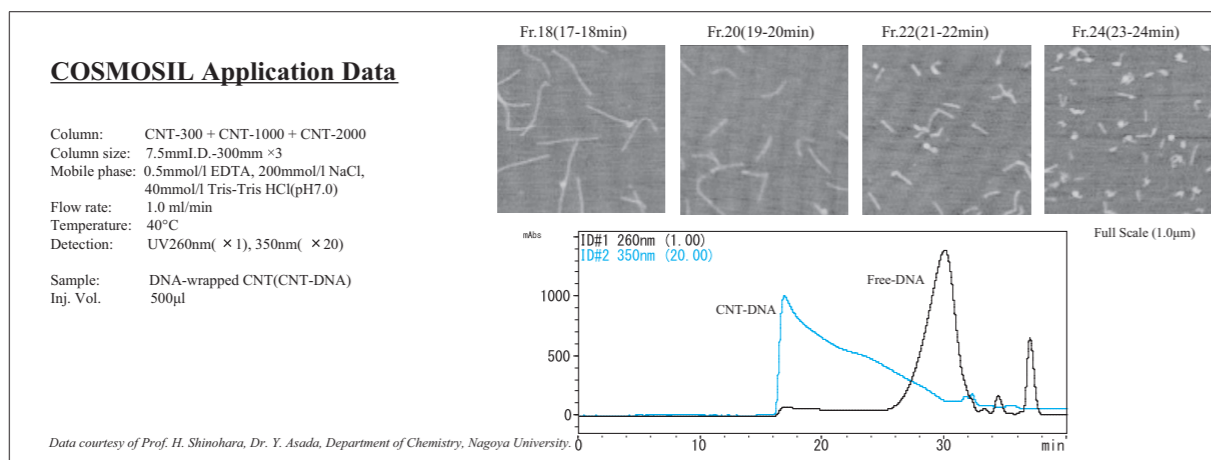 COSMOSIL Application Data
Column: CNT-300 + CNT-1000 + CNT-2000
Column size: 7.5mmI.D.-300mm ×3
Mobile phase: 0.5mmol/l EDTA, 200mmol/l NaCl,
40mmol/l Tris-Tris HCl(pH7.0)
Flow rate: 1.0 ml/min
Temperature: 40°C
Detection: UV260nm( ×1), 350nm( ×20)
Sample: DNA-wrapped CNT(CNT-DNA)
Inj. Vol. 500μl
Fr.18(17-18min) Fr.20(19-20min) Fr.22(21-22min) Fr.24(23-24min)
Full Scale (1.0μm)
mAbs
ID#1 260nm (1.00)
ID#2 350nm (20.00)
Free-DNA
CNT-DNA
1000
500
0
0 10 20 30 min
Data courtesy of Prof. H. Shinohara, Dr. Y. Asada, Department of Chemistry, Nagoya University.